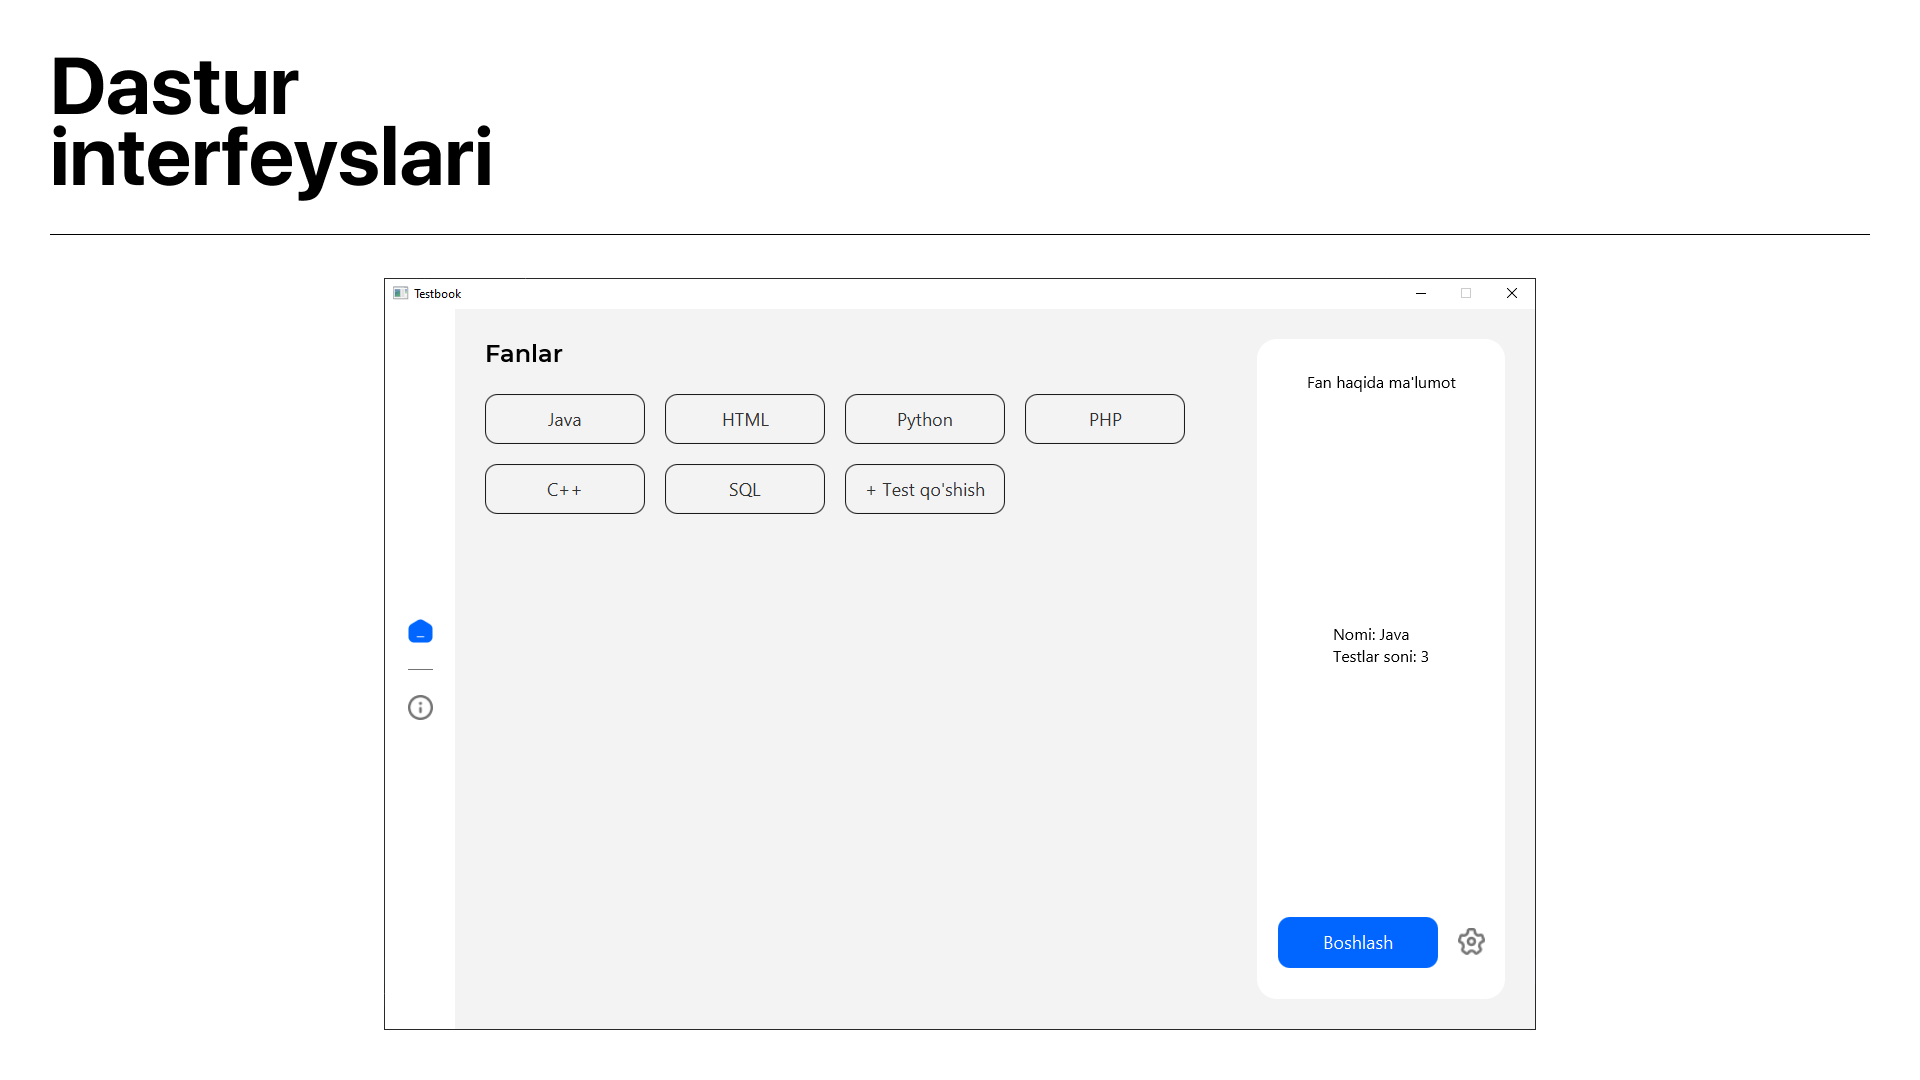 Dastur
interfeyslari
Testbook
Fanlar
Java
HTML
Python
PHP
C++
SQL
+ Test qo'shish
Fan haqida ma'lumot
Nomi: Java
Testlar soni: 3
Boshlash